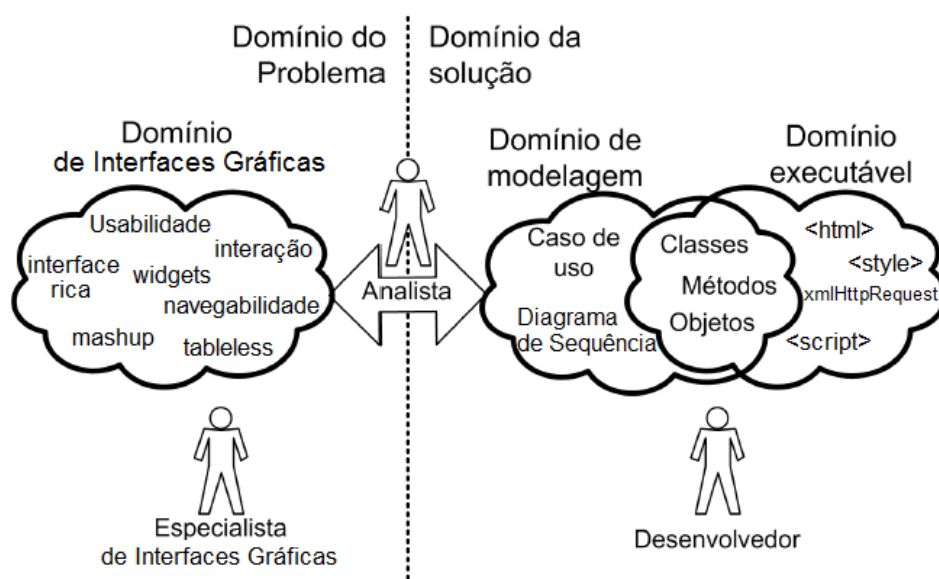 Domínio do
Problema
Domínio da
solução
Domínio
de Interfaces Gráficas
Usabilidade
interação
interface
rica
widgets
navegabilidade
mashup
tableless
Analista
Domínio de
modelagem
Domínio
executável
Caso de
uso
Diagrama
de Sequência
Classes
Métodos
Objetos
<html>
<style>
xmlHttpRequest
<script>
Especialista
de Interfaces Gráficas
Desenvolvedor